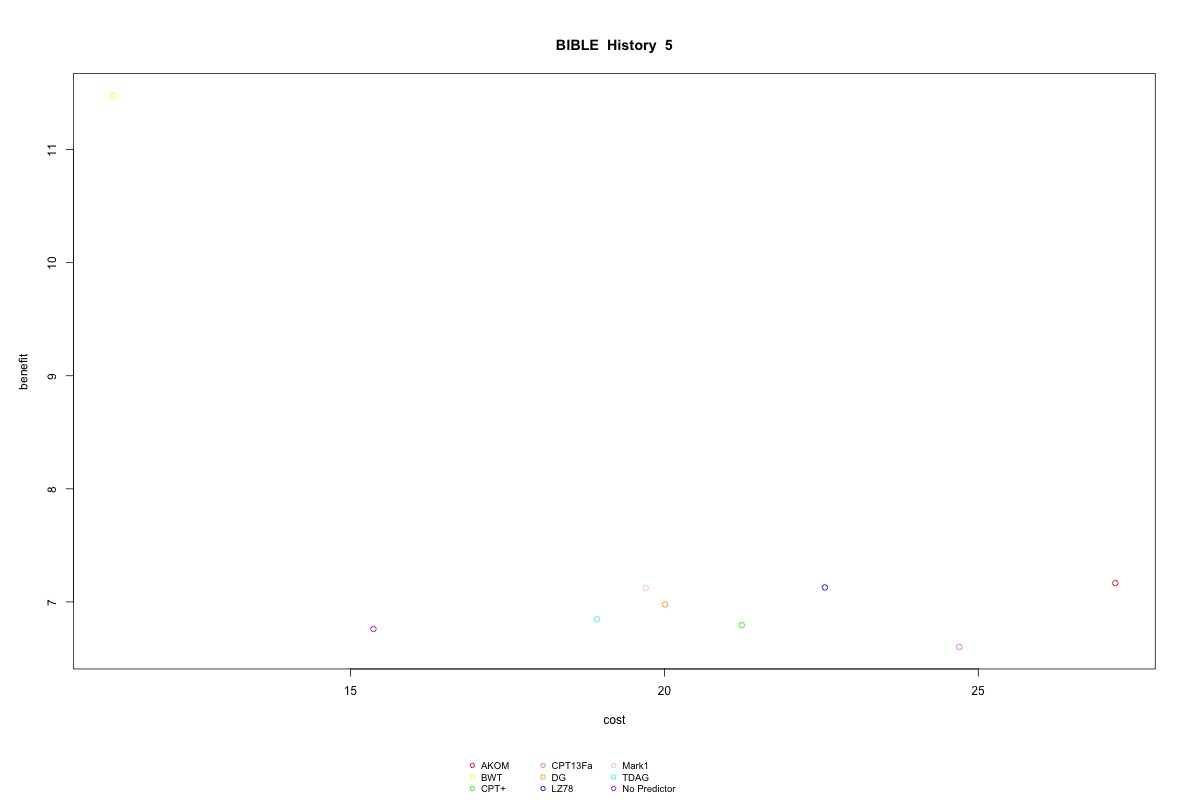 BIBLE History 5
11
10
9
8
7
benefit
15 20 25
cost
AKOM CPT13Fa Mark1
BWT DG TDAG
CPT+ LZ78 No Predictor